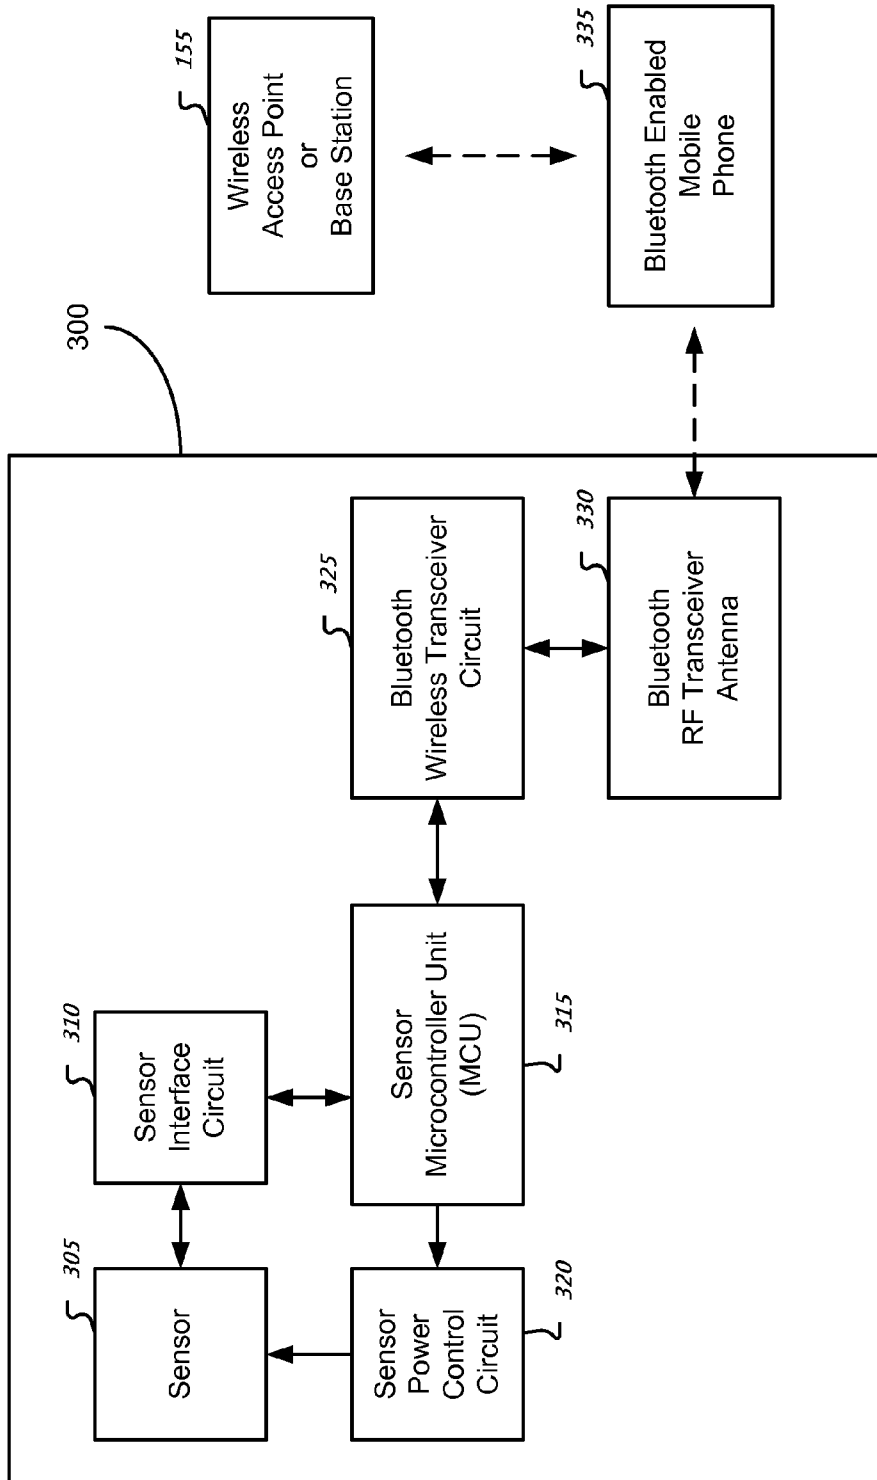 300
305
Sensor
310
Sensor
Interface
Circuit
Sensor
Power
Control
Circuit
320
Sensor
Microcontroller Unit
(MCU)
315
325
Bluetooth
Wireless Transceiver
Circuit
330
Bluetooth
RF Transceiver
Antenna
155
Wireless
Access Point
or
Base Station
335
Bluetooth Enabled
Mobile
Phone